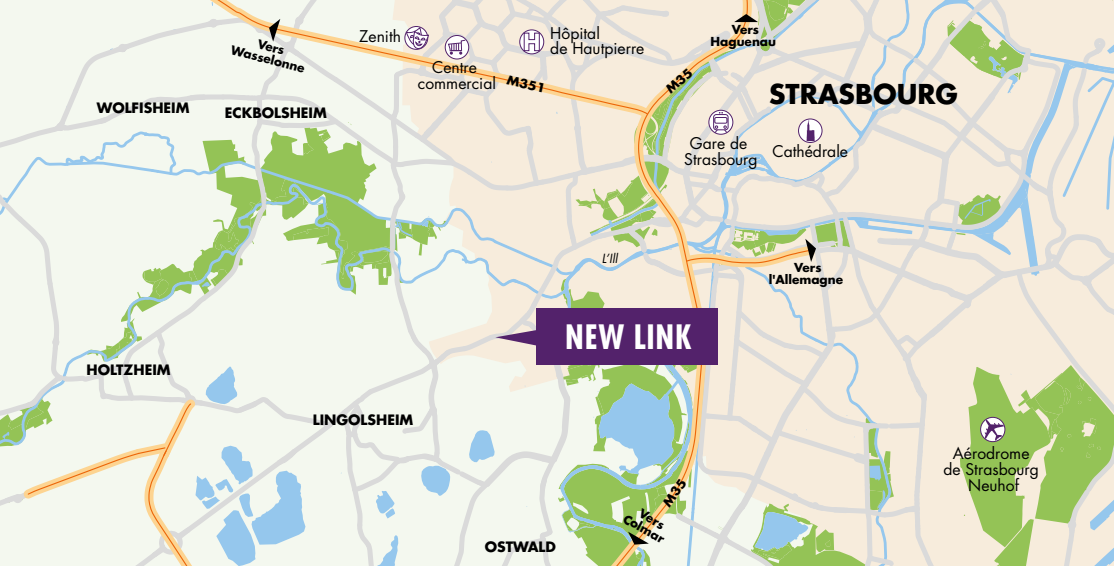 Zenith
Hôpital
de Hautpierre
Vers
Haguenau
Vers
Wasselonne
Centre
commercial
M351
M35
STRASBOURG
WOLFISHEIM
ECKBOLSHEIM
Gare de
Strasbourg
Cathédrale
L'Ill
Vers
l'Allemagne
NEW LINK
HOLTZHEIM
LINGOLSHEIM
Aérodrome
de Strasbourg
Neuhof
M35
Vers
Colmar
OSTWALD